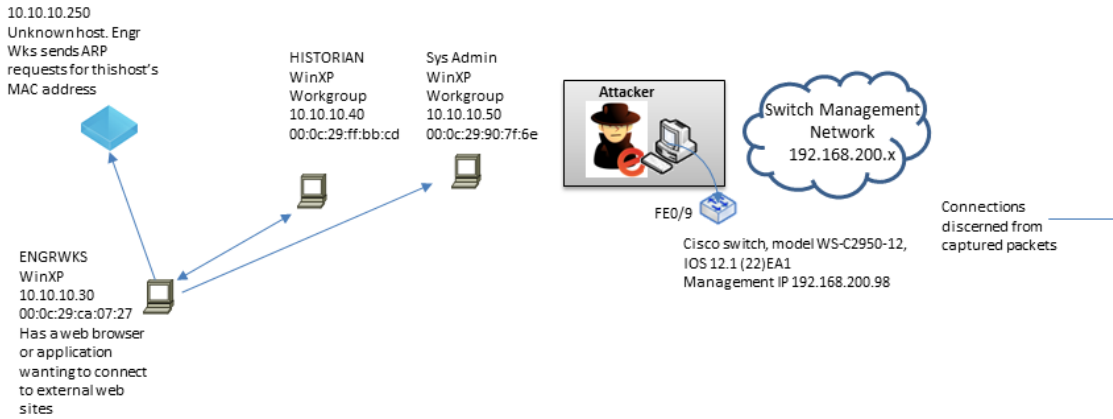 10.10.10.250
Unknown host. Engr
Wks sends ARP
requests for thishost's
MAC address
HISTORIAN
WinXP
Workgroup
10.10.10.40
00:0c:29:ff:bb:cd
Sys Admin
WinXP
Workgroup
10.10.10.50
00:0c:29:90:7f:6e
Attacker
Switch Management
Network
192.168.200.x
FE0/9
Cisco switch, model WS-C2950-12,
IOS 12.1 (22)EA1
Management IP 192.168.200.98
Connections
discerned from
captured packets
ENGRWKS
WinXP
10.10.10.30
00:0c:29:ca:07:27
Has a web browser
or application
wanting to connect
to external web
sites